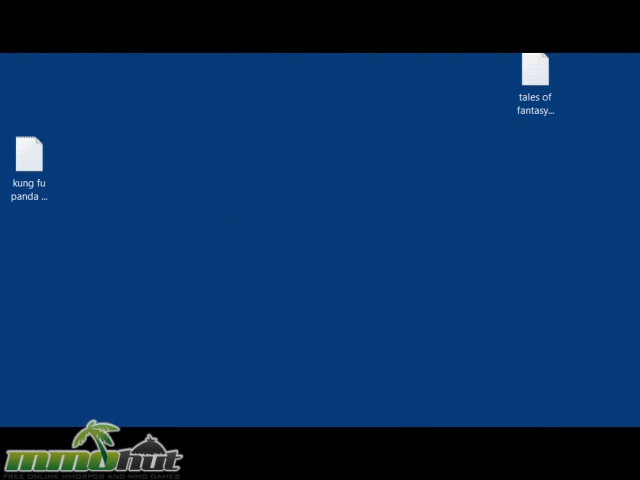 tales of
fantasy...
kung fu
panda ...
mmohut
FREE ONLINE MMORPGS AND MMO GAMES